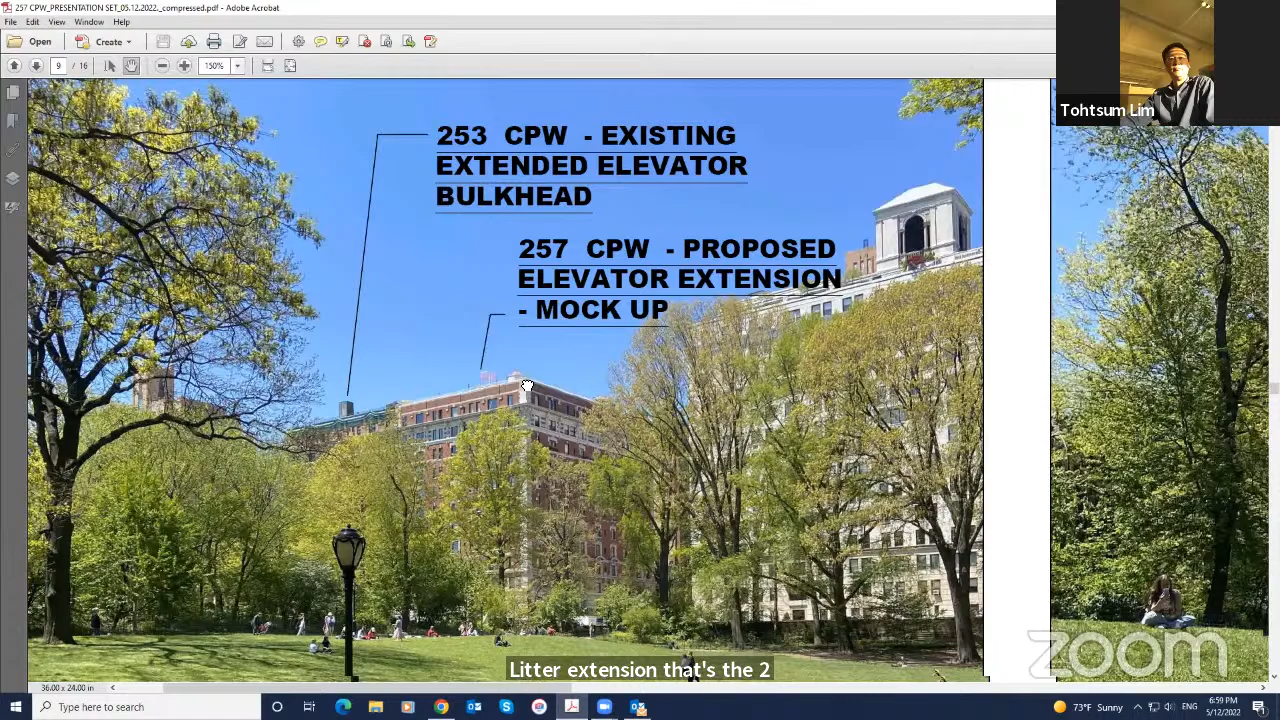 257 CPW_PRESENTATION SET_05.12.2022._compressed.pdf - Adobe Acrobat
File Edit View Window Help
Open Create
9 / 16 150%
Tohtsum Lim
253 CPW - EXISTING
EXTENDED ELEVATOR
BULKHEAD
257 CPW - PROPOSED
ELEVATOR EXTENSION
- MOCK UP
zoom
Litter extension that's the 2
36.00 x 24.00 in
Type here to search
73°F Sunny
ENG
6:59 PM
5/12/2022